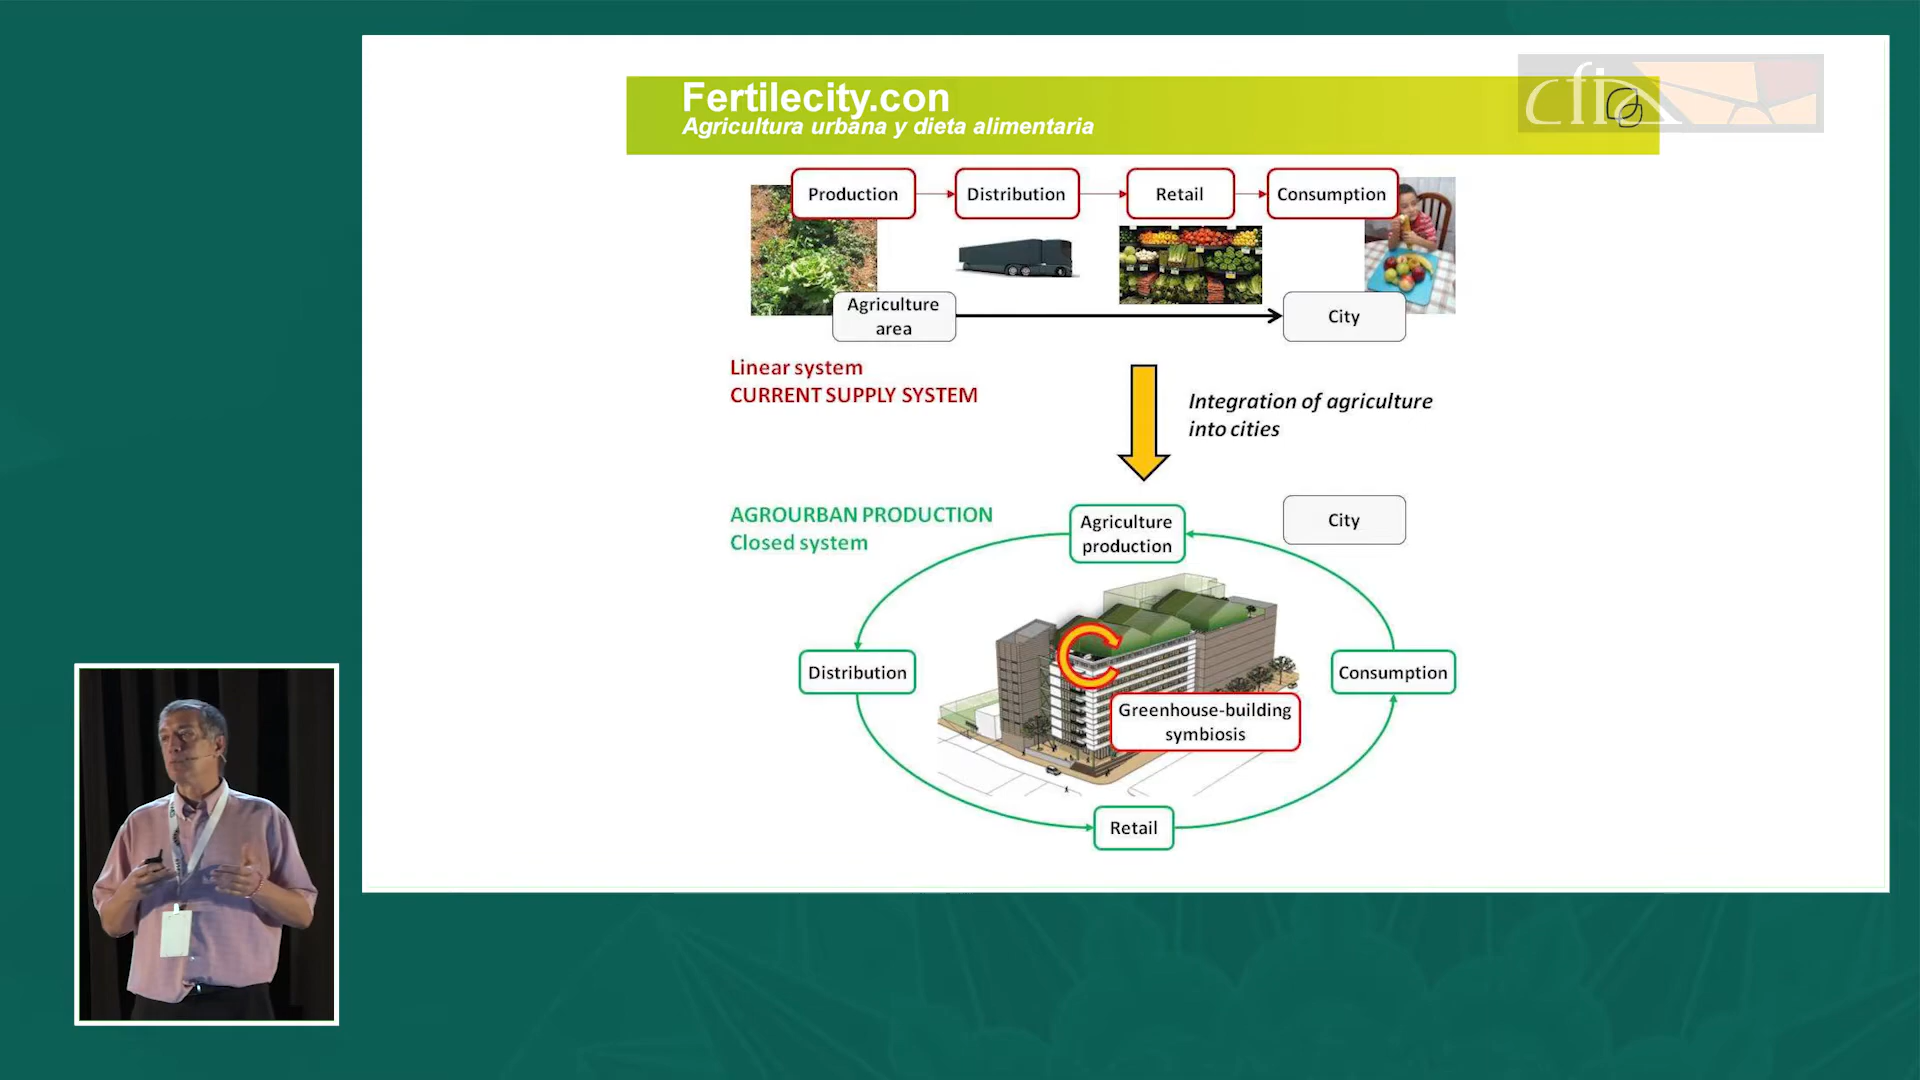 Fertilecity.con
Agricultura urbana y dieta alimentaria
cfia
Production
Distribution
Retail
Consumption
Agriculture
area
City
Linear system
CURRENT SUPPLY SYSTEM
Integration of agriculture
into cities
AGROURBAN PRODUCTION
Closed system
Agriculture
production
City
Distribution
Consumption
Greenhouse-building
symbiosis
Retail